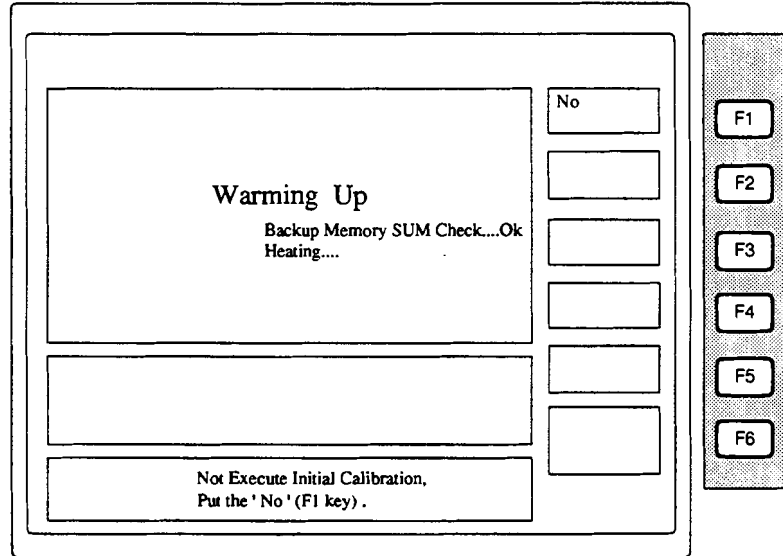 No
F1
F2
Warming Up
Backup Memory SUM Check....Ok
Heating....
F3
F4
F5
F6
Not Execute Initial Calibration,
Put the ' No ' (F1 key) .